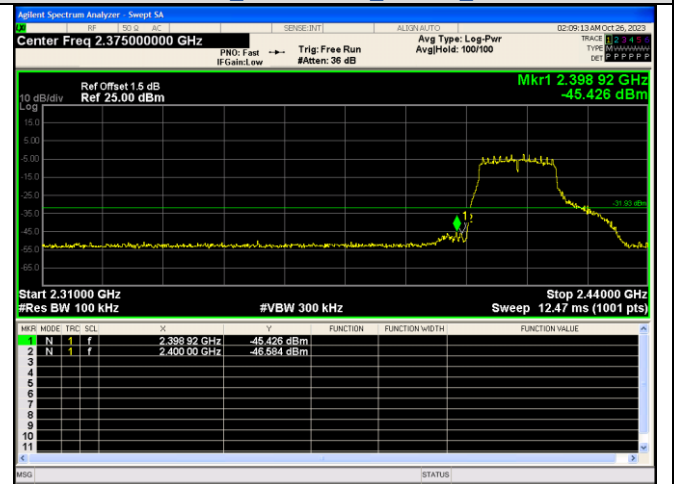 Agilent Spectrum Analyzer - Swept SA
RF 50 Ω AC SENSE:INT ALIGN AUTO 02:09:13 AM Oct 26, 2023
Center Freq 2.375000000 GHz
PNO: Fast
IFGain:Low
Trig: Free Run
#Atten: 36 dB
Avg Type: Log-Pwr
Avg|Hold: 100/100
TRACE 1 2 3 4 5 6
TYPE M
DET P P P P P P
Mkr1 2.398 92 GHz
-45.426 dBm
10 dB/div
Log
Ref Offset 1.5 dB
Ref 25.00 dBm
15.0
5.00
-5.00
-15.0
-25.0
-35.0
-45.0
-55.0
-65.0
-31.93 dBm
1
2
Start 2.31000 GHz
Stop 2.44000 GHz
#Res BW 100 kHz
#VBW 300 kHz
Sweep 12.47 ms (1001 pts)
MKR MODE TRC SCL X Y FUNCTION FUNCTION WIDTH FUNCTION VALUE
1 N 1 f 2.398 92 GHz -45.426 dBm
2 N 1 f 2.400 00 GHz -46.584 dBm
3
4
5
6
7
8
9
10
11
MSG STATUS